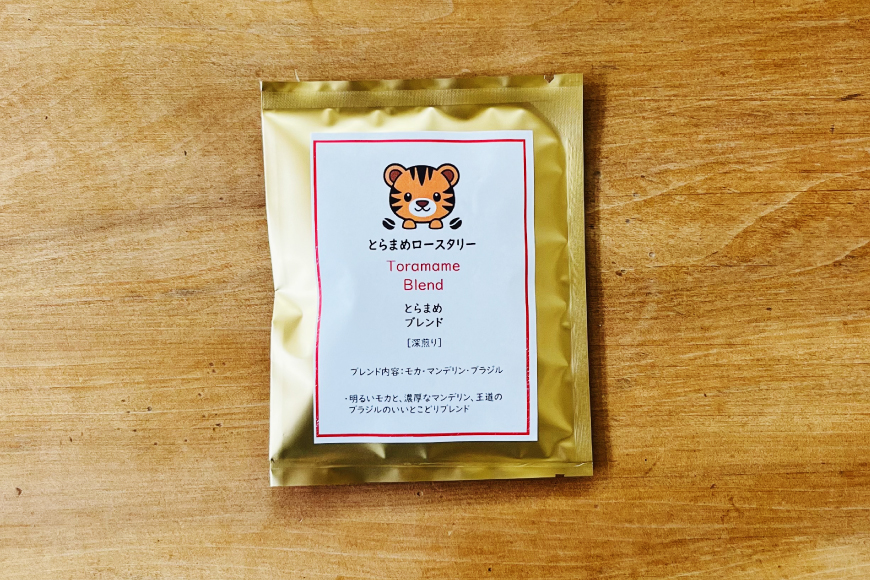 とらまめロースタリー
Toramame
Blend
とらまめ
ブレンド
[深煎り]
ブレンド内容：モカ・マンデリン・ブラジル
・明るいモカと、濃厚なマンデリン、王道の
ブラジルのいいとこどりブレンド